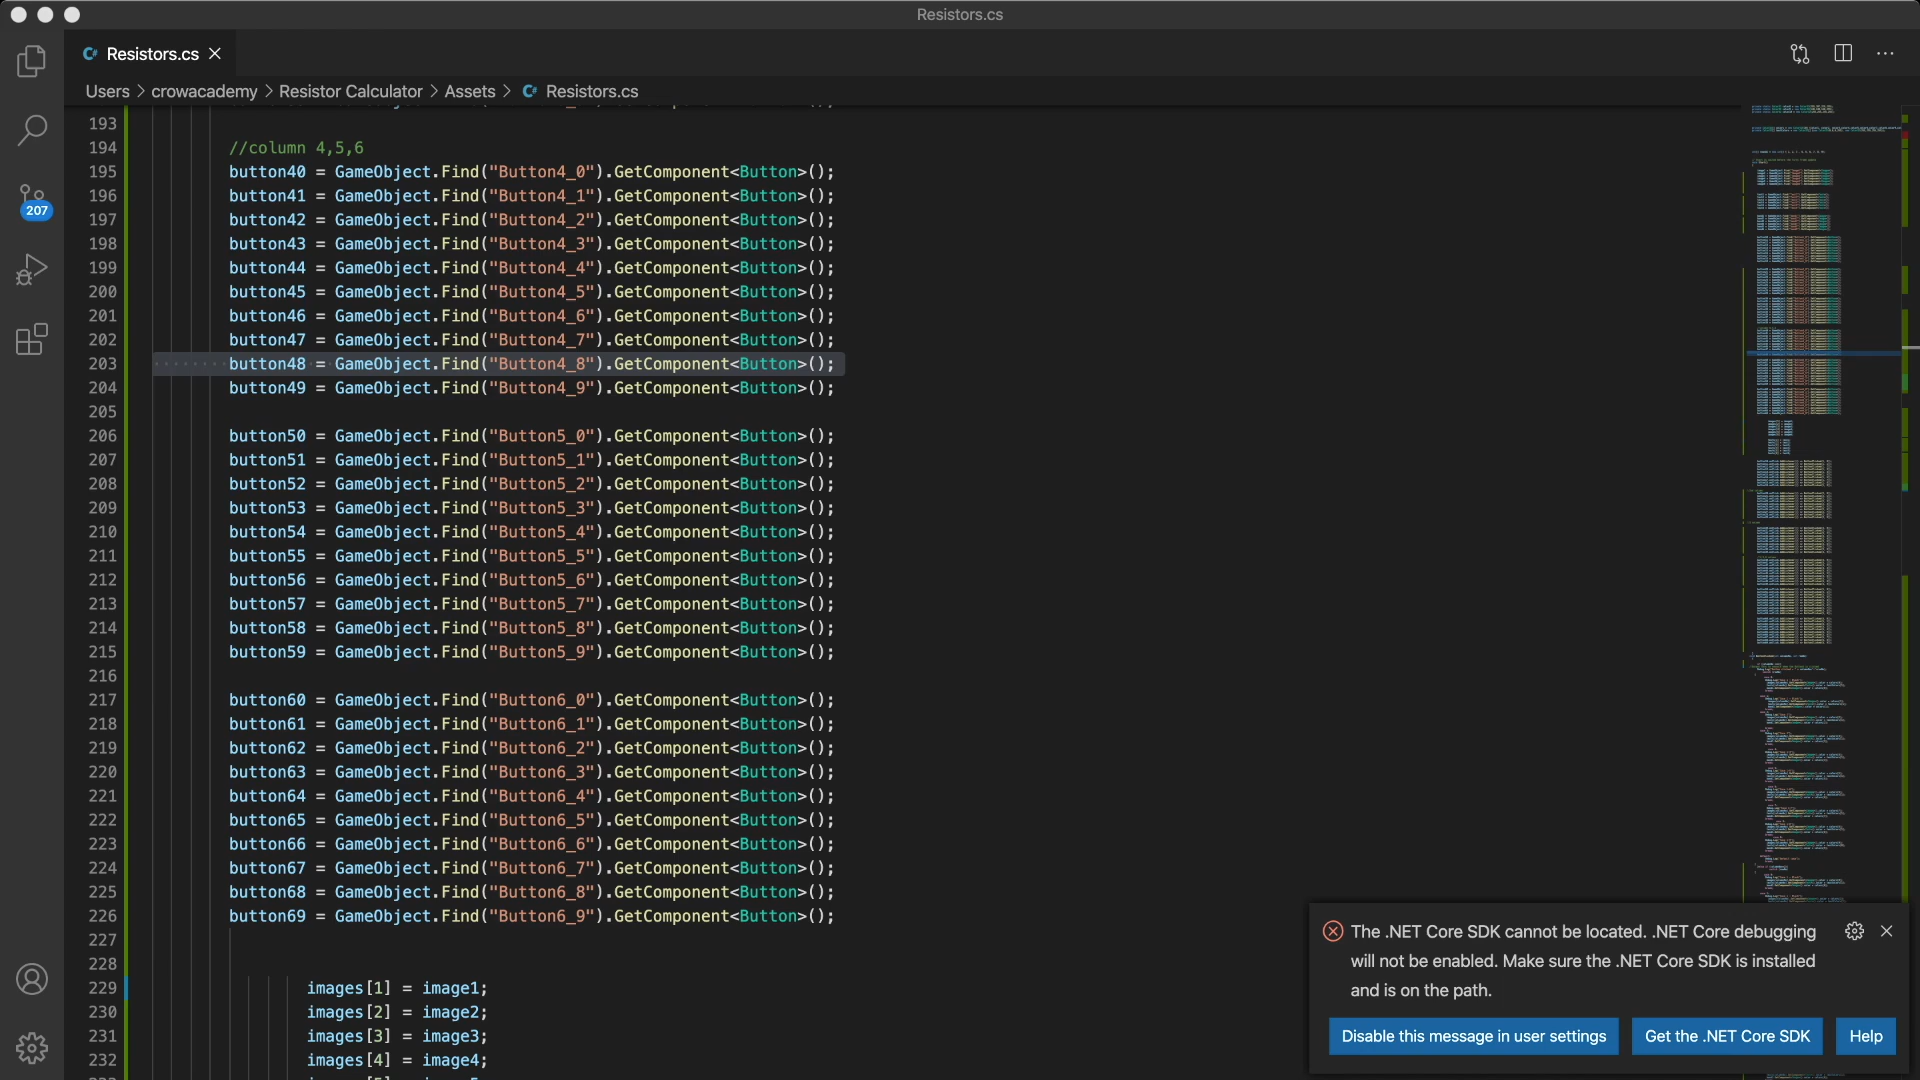 Resistors.cs
Resistors.cs
Users > crowacademy > Resistor Calculator > Assets > Resistors.cs
193
194 //column 4,5,6
195 button40 = GameObject.Find("Button4_0").GetComponent<Button>();
196 button41 = GameObject.Find("Button4_1").GetComponent<Button>();
197 button42 = GameObject.Find("Button4_2").GetComponent<Button>();
198 button43 = GameObject.Find("Button4_3").GetComponent<Button>();
199 button44 = GameObject.Find("Button4_4").GetComponent<Button>();
200 button45 = GameObject.Find("Button4_5").GetComponent<Button>();
201 button46 = GameObject.Find("Button4_6").GetComponent<Button>();
202 button47 = GameObject.Find("Button4_7").GetComponent<Button>();
203 button48 = GameObject.Find("Button4_8").GetComponent<Button>();
204 button49 = GameObject.Find("Button4_9").GetComponent<Button>();
205
206 button50 = GameObject.Find("Button5_0").GetComponent<Button>();
207 button51 = GameObject.Find("Button5_1").GetComponent<Button>();
208 button52 = GameObject.Find("Button5_2").GetComponent<Button>();
209 button53 = GameObject.Find("Button5_3").GetComponent<Button>();
210 button54 = GameObject.Find("Button5_4").GetComponent<Button>();
211 button55 = GameObject.Find("Button5_5").GetComponent<Button>();
212 button56 = GameObject.Find("Button5_6").GetComponent<Button>();
213 button57 = GameObject.Find("Button5_7").GetComponent<Button>();
214 button58 = GameObject.Find("Button5_8").GetComponent<Button>();
215 button59 = GameObject.Find("Button5_9").GetComponent<Button>();
216
217 button60 = GameObject.Find("Button6_0").GetComponent<Button>();
218 button61 = GameObject.Find("Button6_1").GetComponent<Button>();
219 button62 = GameObject.Find("Button6_2").GetComponent<Button>();
220 button63 = GameObject.Find("Button6_3").GetComponent<Button>();
221 button64 = GameObject.Find("Button6_4").GetComponent<Button>();
222 button65 = GameObject.Find("Button6_5").GetComponent<Button>();
223 button66 = GameObject.Find("Button6_6").GetComponent<Button>();
224 button67 = GameObject.Find("Button6_7").GetComponent<Button>();
225 button68 = GameObject.Find("Button6_8").GetComponent<Button>();
226 button69 = GameObject.Find("Button6_9").GetComponent<Button>();
227
228
229 images[1] = image1;
230 images[2] = image2;
231 images[3] = image3;
232 images[4] = image4;
207
The .NET Core SDK cannot be located. .NET Core debugging
will not be enabled. Make sure the .NET Core SDK is installed
and is on the path.
Disable this message in user settings
Get the .NET Core SDK
Help